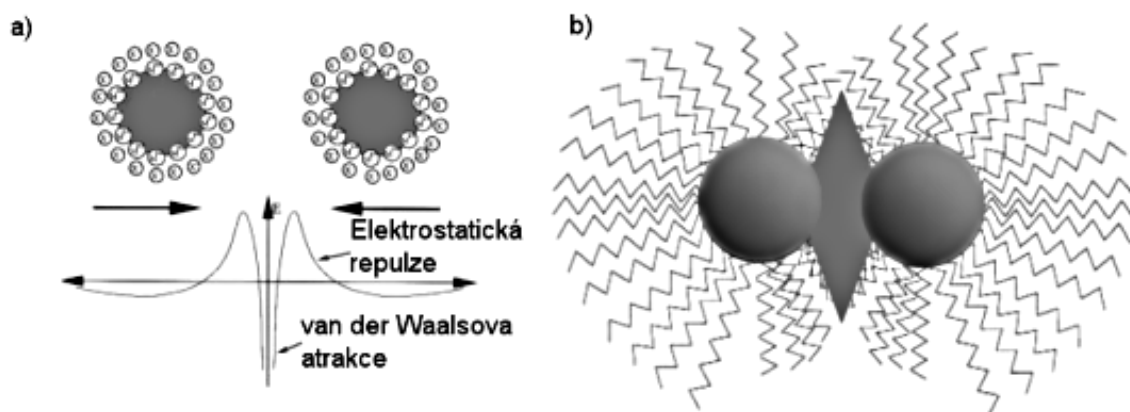 a)
b)
E
Elektrostatická
repulze
van der Waalsova
atrakce